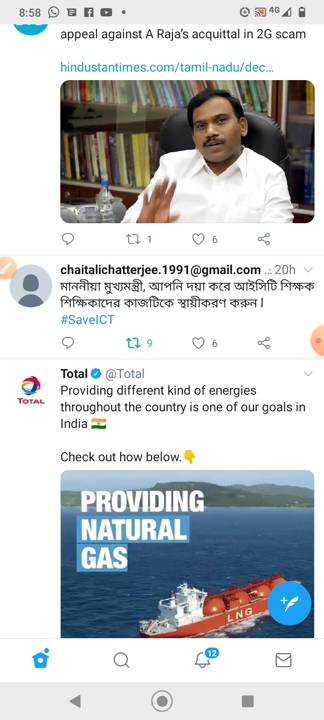 8:58
4G
appeal against A Raja's acquittal in 2G scam
hindustantimes.com/tamil-nadu/dec...
1
6
chaitalichatterjee.1991@gmail.com .. 20h
মাননীয়া মুখ্যমন্ত্রী, আপনি দয়া করে আইসিটি শিক্ষক
শিক্ষিকাদের কাজটিকে স্থায়ীকরণ করুন।
#SaveICT
9
6
TOTAL
Total @Total
Providing different kind of energies
throughout the country is one of our goals in
India 🇮🇳
Check out how below.👇
PROVIDING
NATURAL
GAS
LNG
12